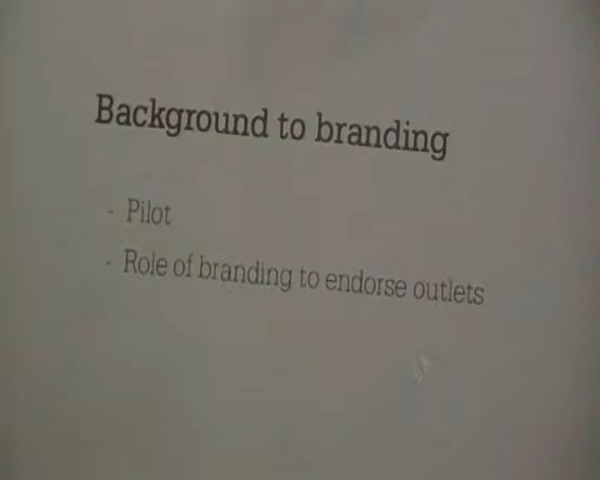 Background to branding
- Pilot
- Role of branding to endorse outlets